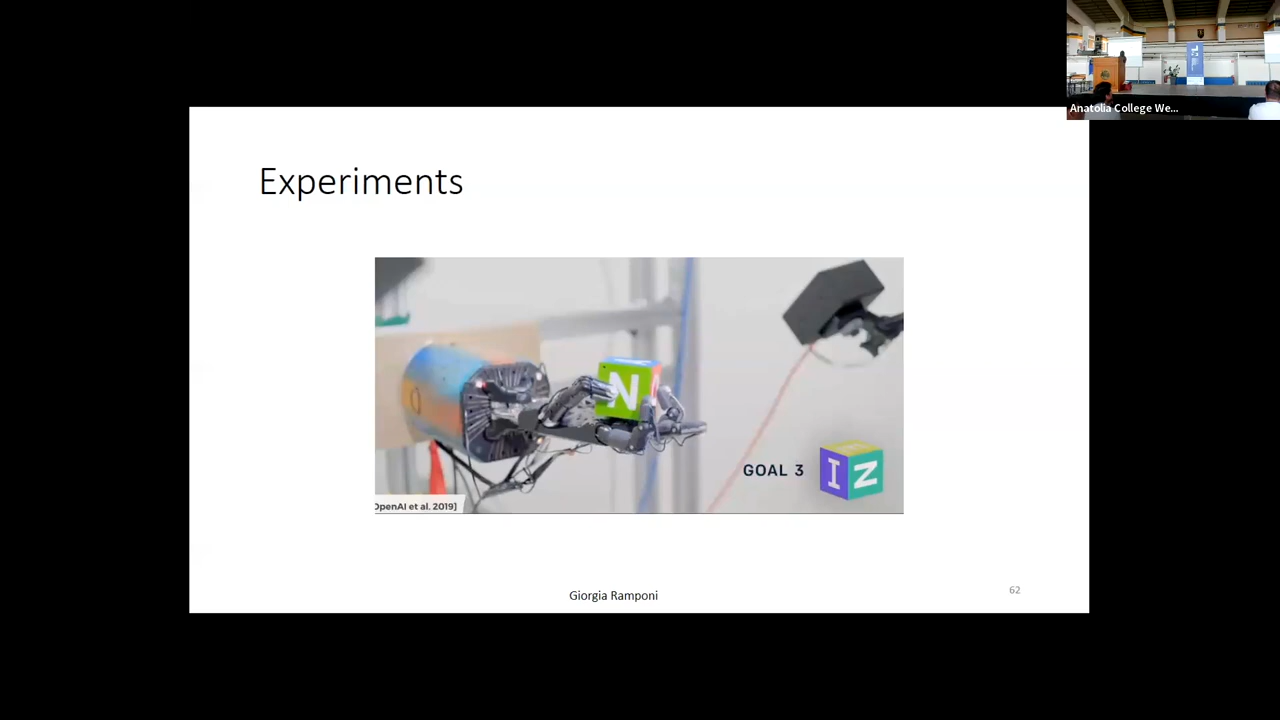 Anatolia College We...
Experiments
N
GOAL 3
I Z
OpenAI et al. 2019]
Giorgia Ramponi
62